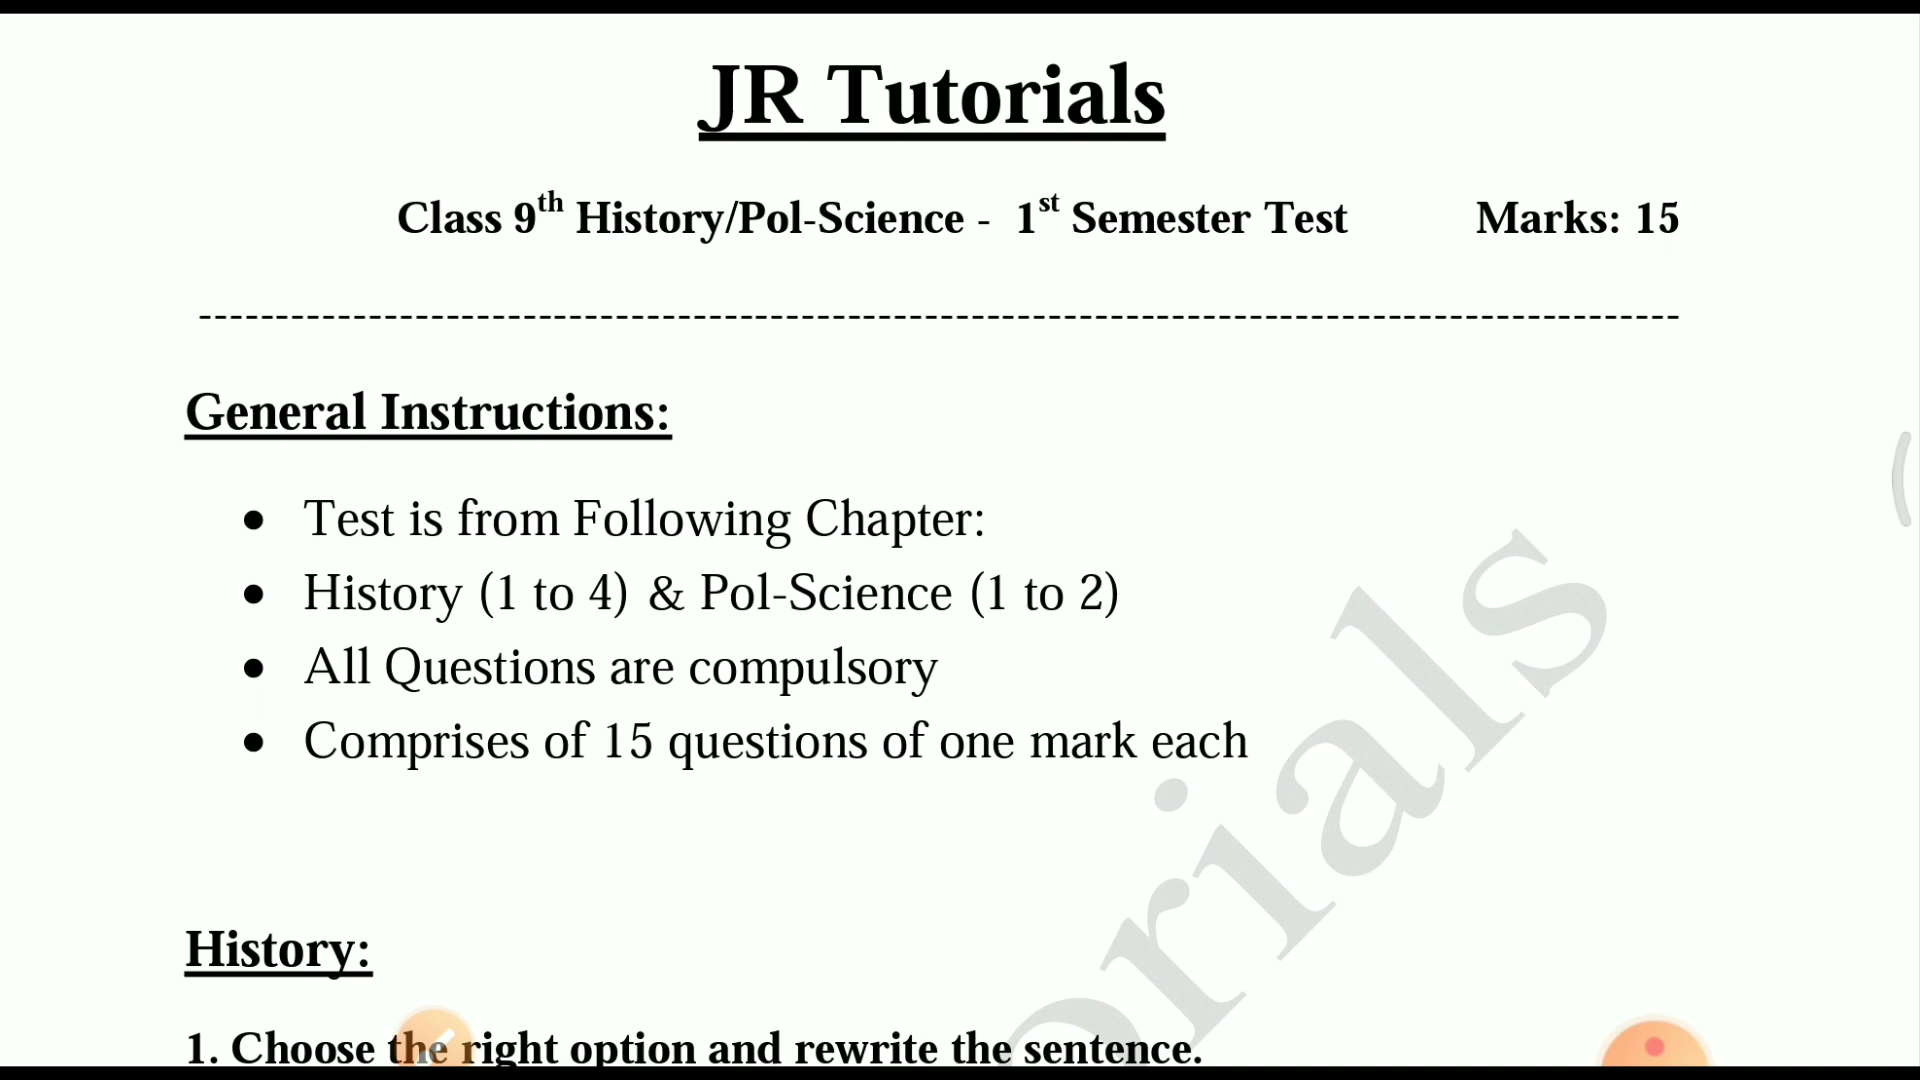 JR Tutorials
Class 9th History/Pol-Science - 1st Semester Test Marks: 15
--------------------------------------------------------------------------------------------------
General Instructions:
• Test is from Following Chapter:
• History (1 to 4) & Pol-Science (1 to 2)
• All Questions are compulsory
• Comprises of 15 questions of one mark each
orials
History:
1. Choose the right option and rewrite the sentence.